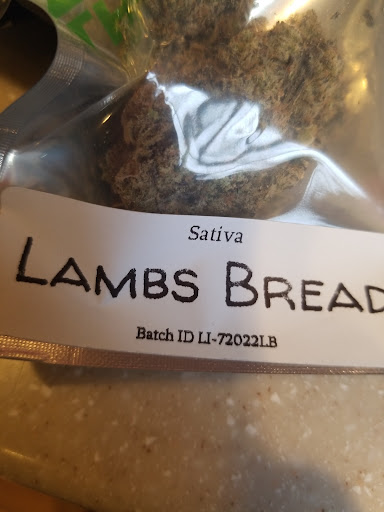 Sativa
LAMBS BREAD
Batch ID LI-72022LB